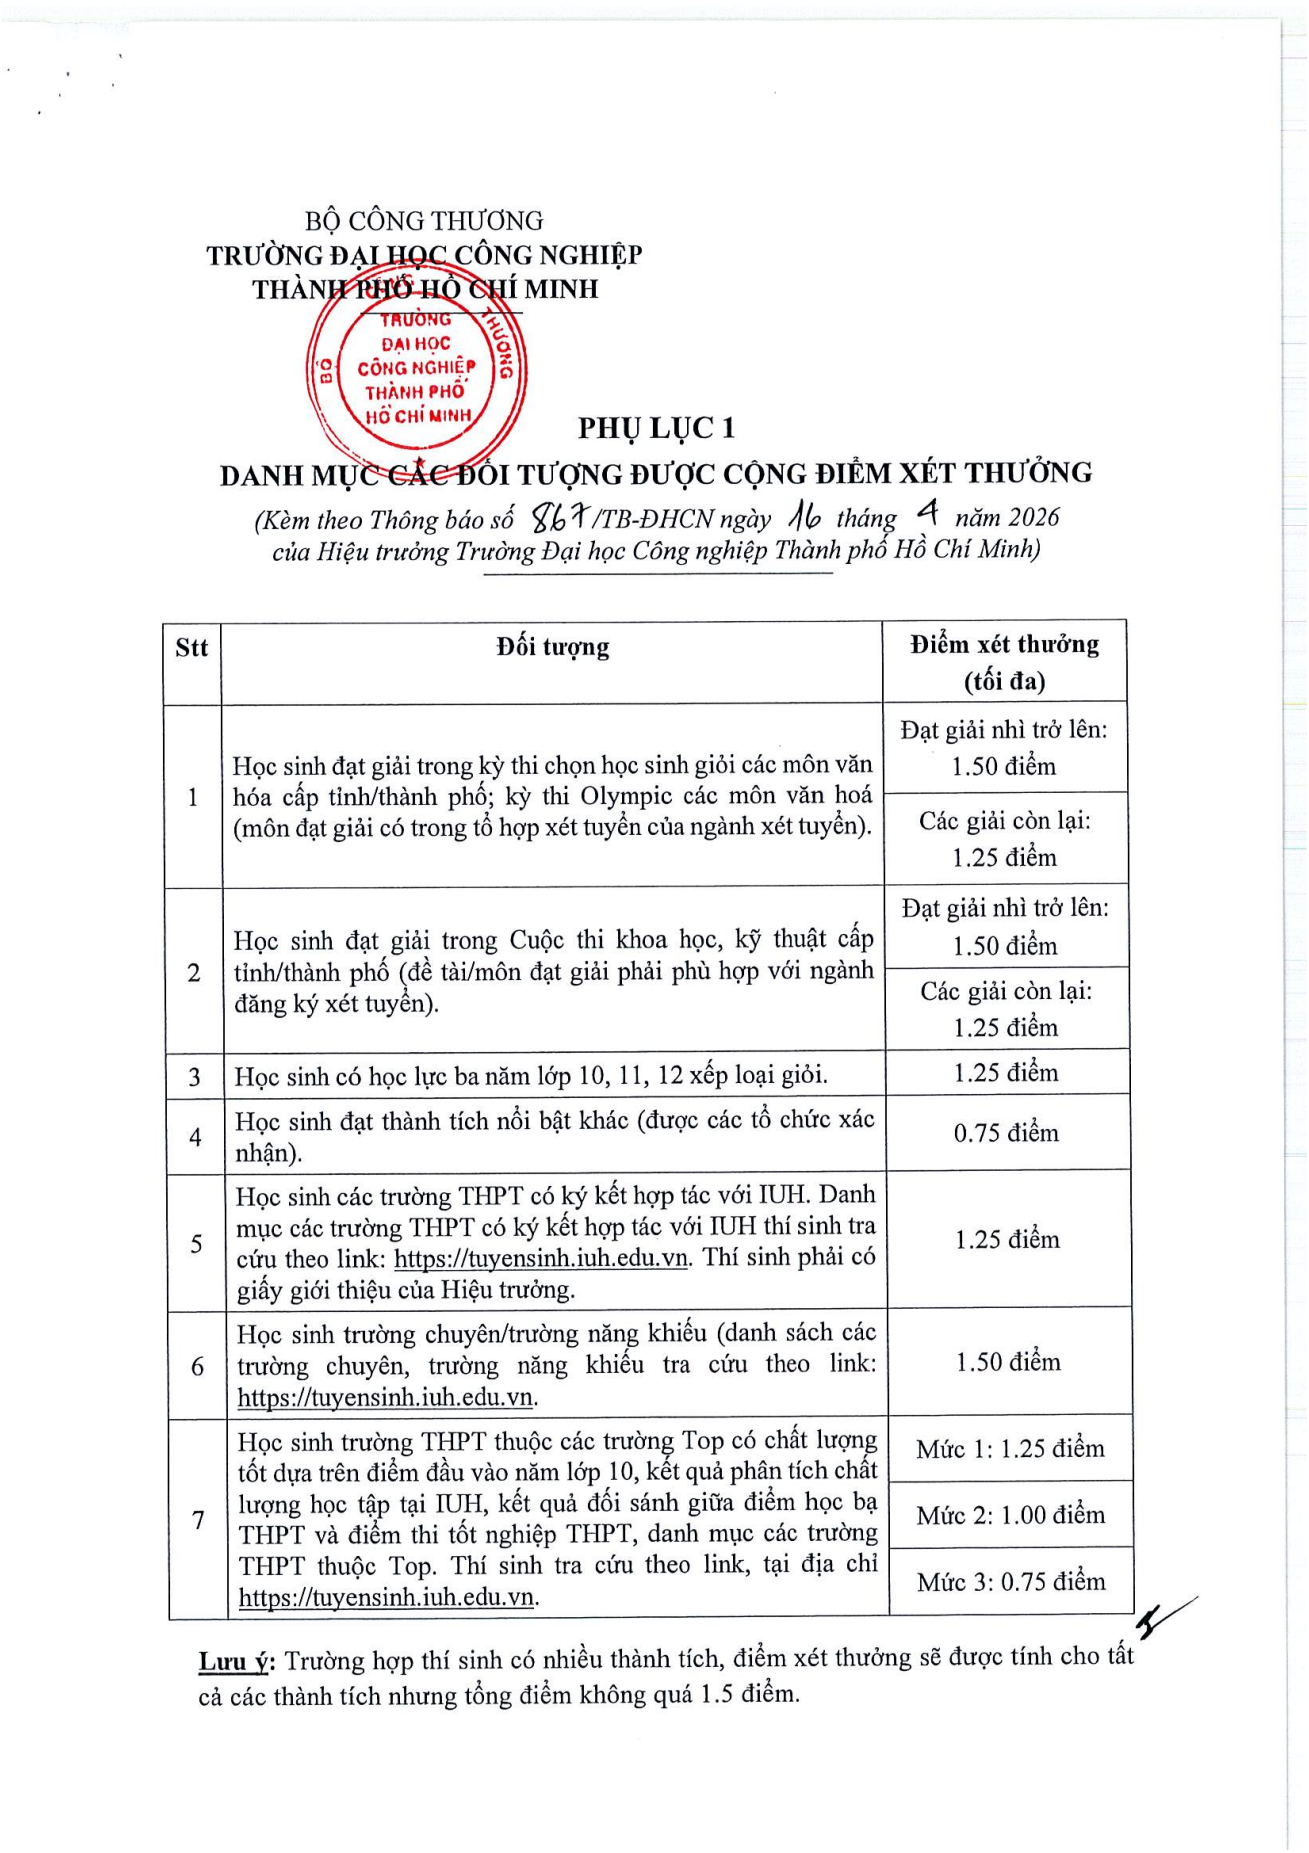 BỘ CÔNG THƯƠNG
TRƯỜNG ĐẠI HỌC CÔNG NGHIỆP
THÀNH PHỐ HỒ CHÍ MINH
BỘ CÔNG THƯƠNG
TRƯỜNG
ĐẠI HỌC
CÔNG NGHIỆP
THÀNH PHỐ
HỒ CHÍ MINH
PHỤ LỤC 1
DANH MỤC CÁC ĐỐI TƯỢNG ĐƯỢC CỘNG ĐIỂM XÉT THƯỞNG
(Kèm theo Thông báo số 867/TB-ĐHCN ngày 16 tháng 4 năm 2026
của Hiệu trưởng Trường Đại học Công nghiệp Thành phố Hồ Chí Minh)
Stt
Đối tượng
Điểm xét thưởng
(tối đa)
1
Học sinh đạt giải trong kỳ thi chọn học sinh giỏi các môn văn
hóa cấp tỉnh/thành phố; kỳ thi Olympic các môn văn hoá
(môn đạt giải có trong tổ hợp xét tuyển của ngành xét tuyển).
Đạt giải nhì trở lên:
1.50 điểm
Các giải còn lại:
1.25 điểm
2
Học sinh đạt giải trong Cuộc thi khoa học, kỹ thuật cấp
tỉnh/thành phố (đề tài/môn đạt giải phải phù hợp với ngành
đăng ký xét tuyển).
Đạt giải nhì trở lên:
1.50 điểm
Các giải còn lại:
1.25 điểm
3
Học sinh có học lực ba năm lớp 10, 11, 12 xếp loại giỏi.
1.25 điểm
4
Học sinh đạt thành tích nổi bật khác (được các tổ chức xác
nhận).
0.75 điểm
5
Học sinh các trường THPT có ký kết hợp tác với IUH. Danh
mục các trường THPT có ký kết hợp tác với IUH thí sinh tra
cứu theo link: https://tuyensinh.iuh.edu.vn. Thí sinh phải có
giấy giới thiệu của Hiệu trưởng.
1.25 điểm
6
Học sinh trường chuyên/trường năng khiếu (danh sách các
trường chuyên, trường năng khiếu tra cứu theo link:
https://tuyensinh.iuh.edu.vn.
1.50 điểm
7
Học sinh trường THPT thuộc các trường Top có chất lượng
tốt dựa trên điểm đầu vào năm lớp 10, kết quả phân tích chất
lượng học tập tại IUH, kết quả đối sánh giữa điểm học bạ
THPT và điểm thi tốt nghiệp THPT, danh mục các trường
THPT thuộc Top. Thí sinh tra cứu theo link, tại địa chỉ
https://tuyensinh.iuh.edu.vn.
Mức 1: 1.25 điểm
Mức 2: 1.00 điểm
Mức 3: 0.75 điểm
Lưu ý: Trường hợp thí sinh có nhiều thành tích, điểm xét thưởng sẽ được tính cho tất
cả các thành tích nhưng tổng điểm không quá 1.5 điểm.